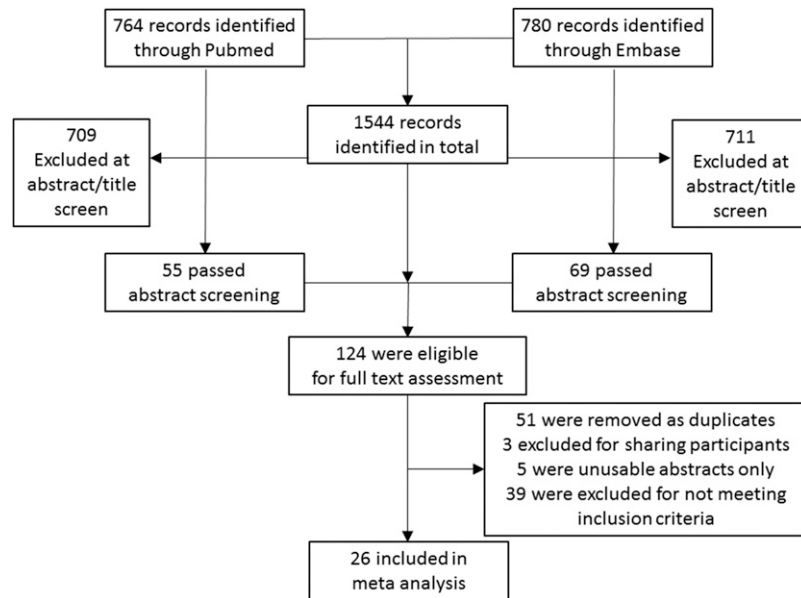 764 records identified
through Pubmed
780 records identified
through Embase
1544 records
identified in total
709
Excluded at
abstract/title
screen
711
Excluded at
abstract/title
screen
55 passed
abstract screening
69 passed
abstract screening
124 were eligible
for full text assessment
51 were removed as duplicates
3 excluded for sharing participants
5 were unusable abstracts only
39 were excluded for not meeting
inclusion criteria
26 included in
meta analysis